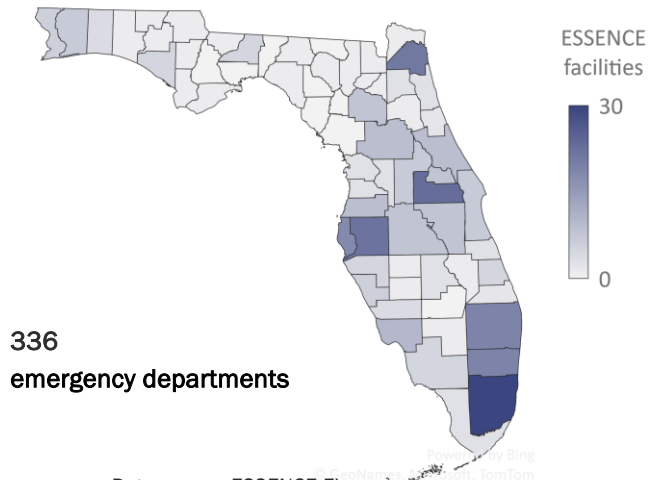 ESSENCE
facilities
30
0
336
emergency departments
Powered by Bing
© GeoNames, Microsoft, TomTom